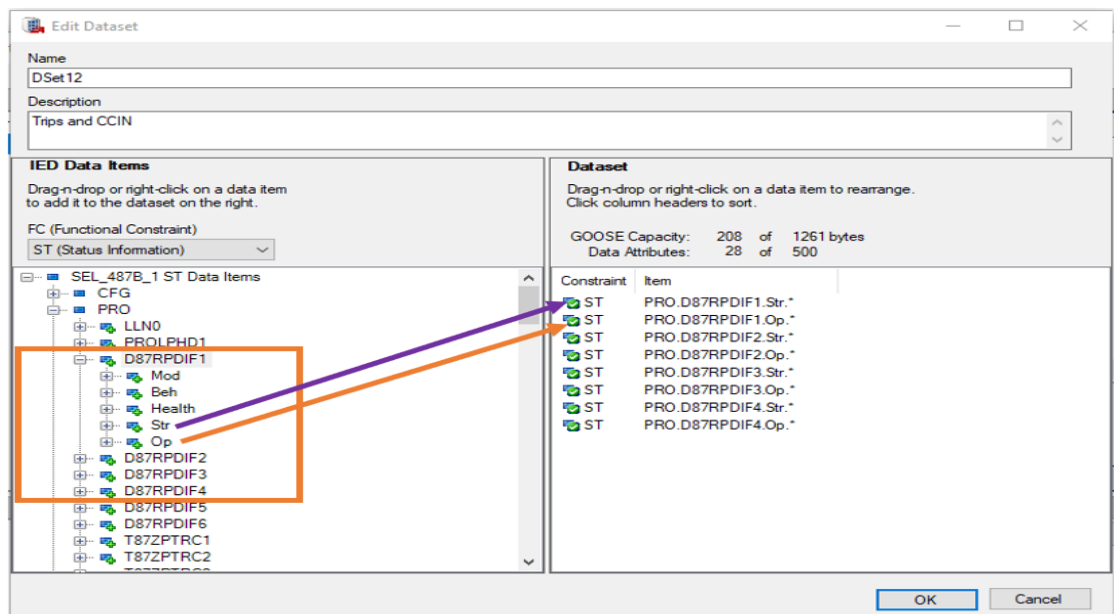 Edit Dataset
Name
DSet12
Description
Trips and CCIN
IED Data Items
Drag-n-drop or right-click on a data item
to add it to the dataset on the right.
FC (Functional Constraint)
ST (Status Information)
SEL_487B_1 ST Data Items
CFG
PRO
LLN0
PROLPHD1
D87RPDIF1
Mod
Beh
Health
Str
Op
D87RPDIF2
D87RPDIF3
D87RPDIF4
D87RPDIF5
D87RPDIF6
T87ZPTRC1
T87ZPTRC2
Dataset
Drag-n-drop or right-click on a data item to rearrange.
Click column headers to sort.
GOOSE Capacity: 208 of 1261 bytes
Data Attributes: 28 of 500
Constraint Item
ST PRO.D87RPDIF1.Str.*
ST PRO.D87RPDIF1.Op.*
ST PRO.D87RPDIF2.Str.*
ST PRO.D87RPDIF2.Op.*
ST PRO.D87RPDIF3.Str.*
ST PRO.D87RPDIF3.Op.*
ST PRO.D87RPDIF4.Str.*
ST PRO.D87RPDIF4.Op.*
OK Cancel